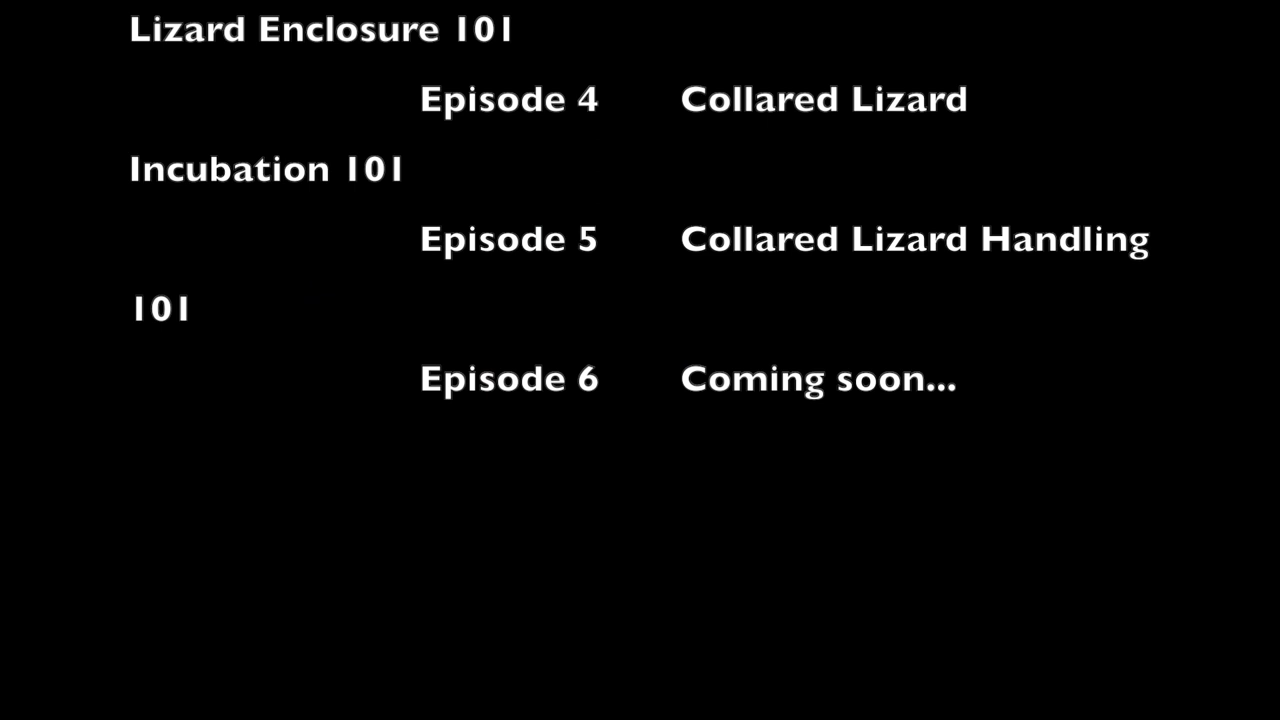 Lizard Enclosure 101
Episode 4 Collared Lizard
Incubation 101
Episode 5 Collared Lizard Handling
101
Episode 6 Coming soon...